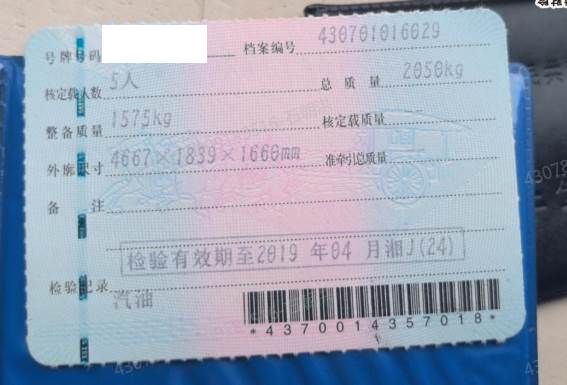 号牌号码 档案编号 430701016029
核定载人数 5人 总质量 2050kg
整备质量 1575kg 核定载质量
外廓尺寸 4667×1839×1660mm 准牵引总质量
备注
检验有效期至2019年04月湘J(24)
检验记录
汽油
*4370014357018*